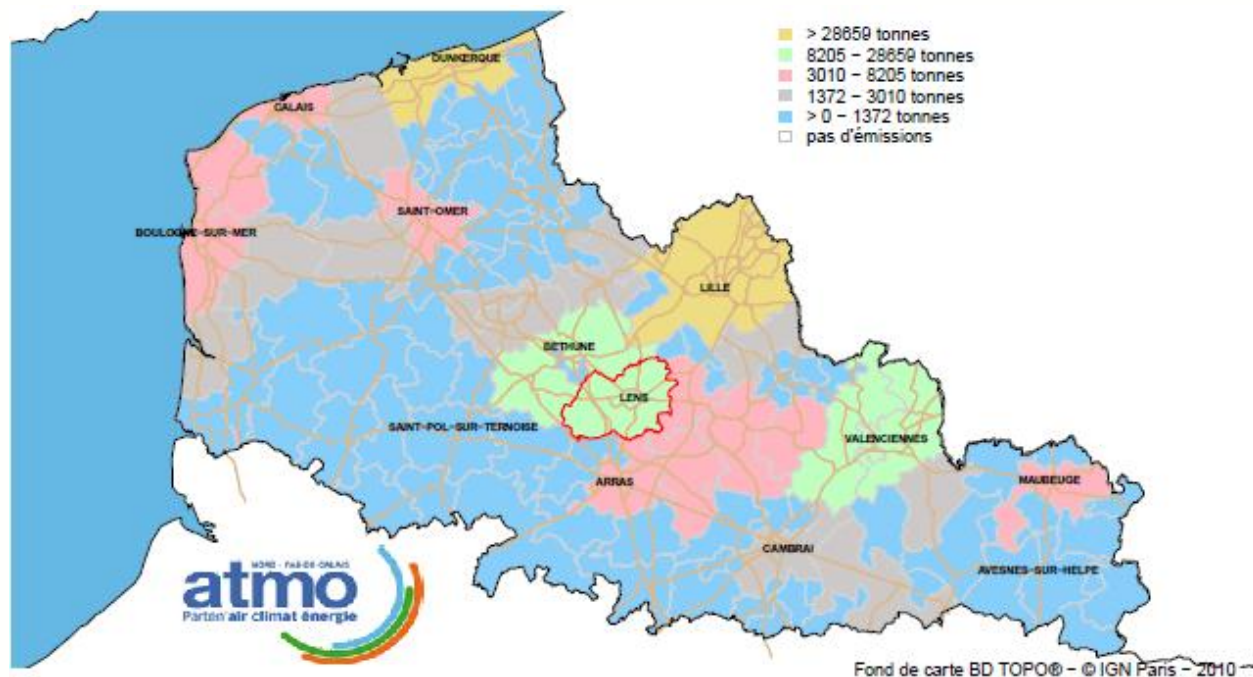 > 28659 tonnes
8205 − 28659 tonnes
3010 − 8205 tonnes
1372 − 3010 tonnes
> 0 − 1372 tonnes
pas d'émissions
DUNKERQUE
CALAIS
SAINT−OMER
BOULOGNE−SUR−MER
LILLE
BETHUNE
LENS
SAINT−POL−SUR−TERNOISE
VALENCIENNES
ARRAS
MAUBEUGE
CAMBRAI
AVESNES−SUR−HELPE
NORD - PAS-DE-CALAIS
atmo
Partén'air climat énergie
Fond de carte BD TOPO® − © IGN Paris − 2010